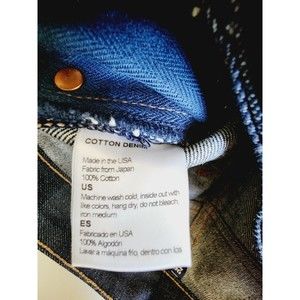 COTTON DENIM
Made in the USA
Fabric from Japan
100% Cotton
US
Machine wash cold, inside out with
like colors, hang dry, do not bleach,
iron medium
ES
Fabricado en USA
100% Algodón
Lavar a máquina frío, dentro con los